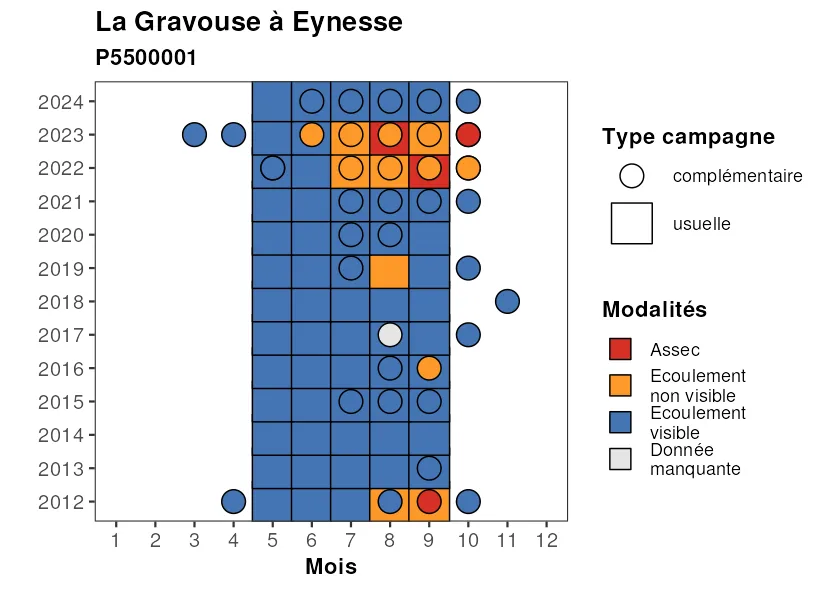 La Gravouse à Eynesse
P5500001
2024
2023
2022
2021
2020
2019
2018
2017
2016
2015
2014
2013
2012
1 2 3 4 5 6 7 8 9 10 11 12
Mois
Type campagne
complémentaire
usuelle
Modalités
Assec
Ecoulement
non visible
Ecoulement
visible
Donnée
manquante